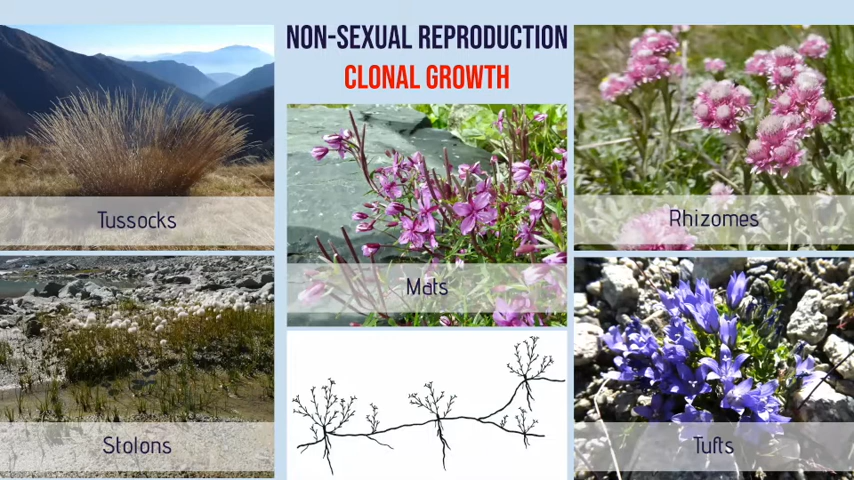 NON-SEXUAL REPRODUCTION
CLONAL GROWTH
Tussocks
Mats
Rhizomes
Stolons
Tufts